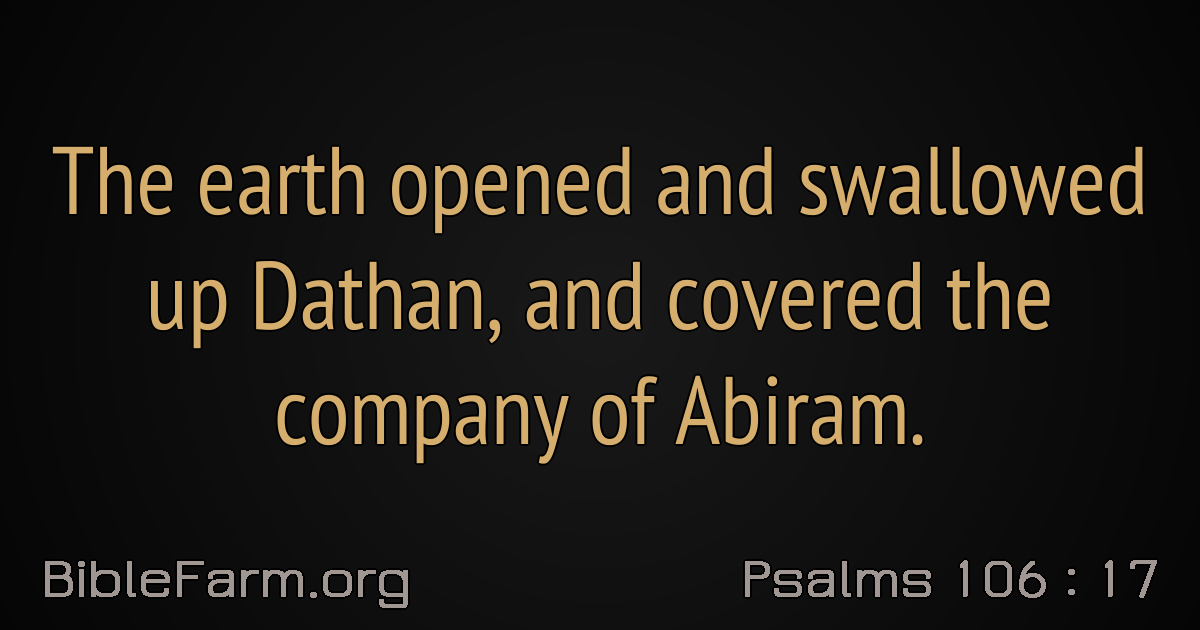 The earth opened and swallowed
up Dathan, and covered the
company of Abiram.
BibleFarm.org
Psalms 106 : 17